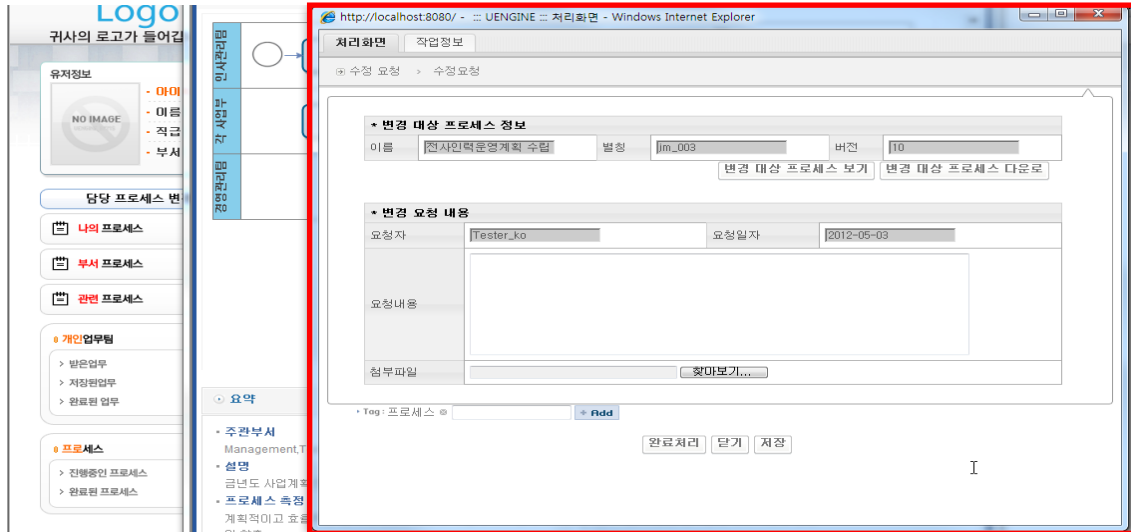 Logo
귀사의 로고가 들어갑
유저정보
NO IMAGE
- 아이
- 이름
- 직급
- 부서
담당 프로세스 변
나의 프로세스
부서 프로세스
관련 프로세스
개인업무팀
> 받은업무
> 저장된업무
> 완료된 업무
프로세스
> 진행중인 프로세스
> 완료된 프로세스
인사관리팀
각 사업부
경영관리팀
요약
• 주관부서
Management,T
• 설명
금년도 사업계획
• 프로세스 측정
계획적이고 효율
http://localhost:8080/ - ::: UENGINE ::: 처리화면 - Windows Internet Explorer
처리화면 작업정보
수정 요청 > 수정요청
* 변경 대상 프로세스 정보
이름 전사인력운영계획 수립 별칭 jm_003 버전 10
변경 대상 프로세스 보기 변경 대상 프로세스 다운로
* 변경 요청 내용
요청자 Tester_ko 요청일자 2012-05-03
요청내용
첨부파일 찾아보기...
Tag: 프로세스 + Add
완료처리 닫기 저장